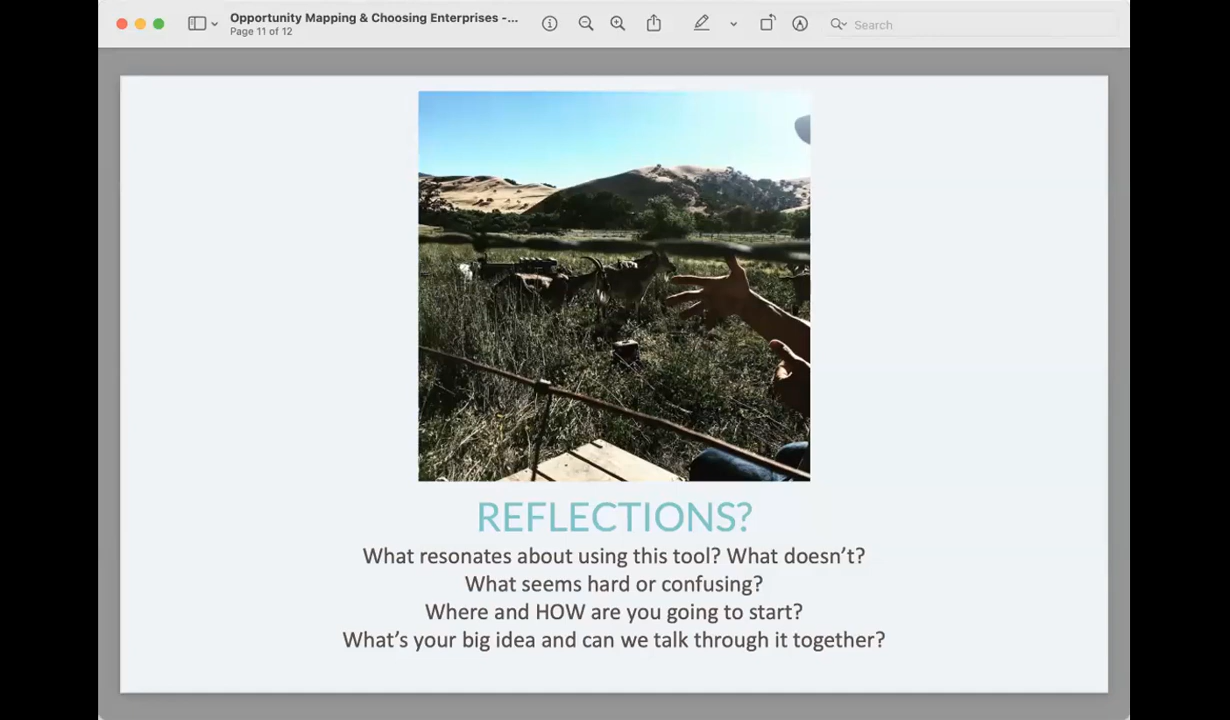 Opportunity Mapping & Choosing Enterprises -...
Page 11 of 12
Search
REFLECTIONS?
What resonates about using this tool? What doesn’t?
What seems hard or confusing?
Where and HOW are you going to start?
What’s your big idea and can we talk through it together?